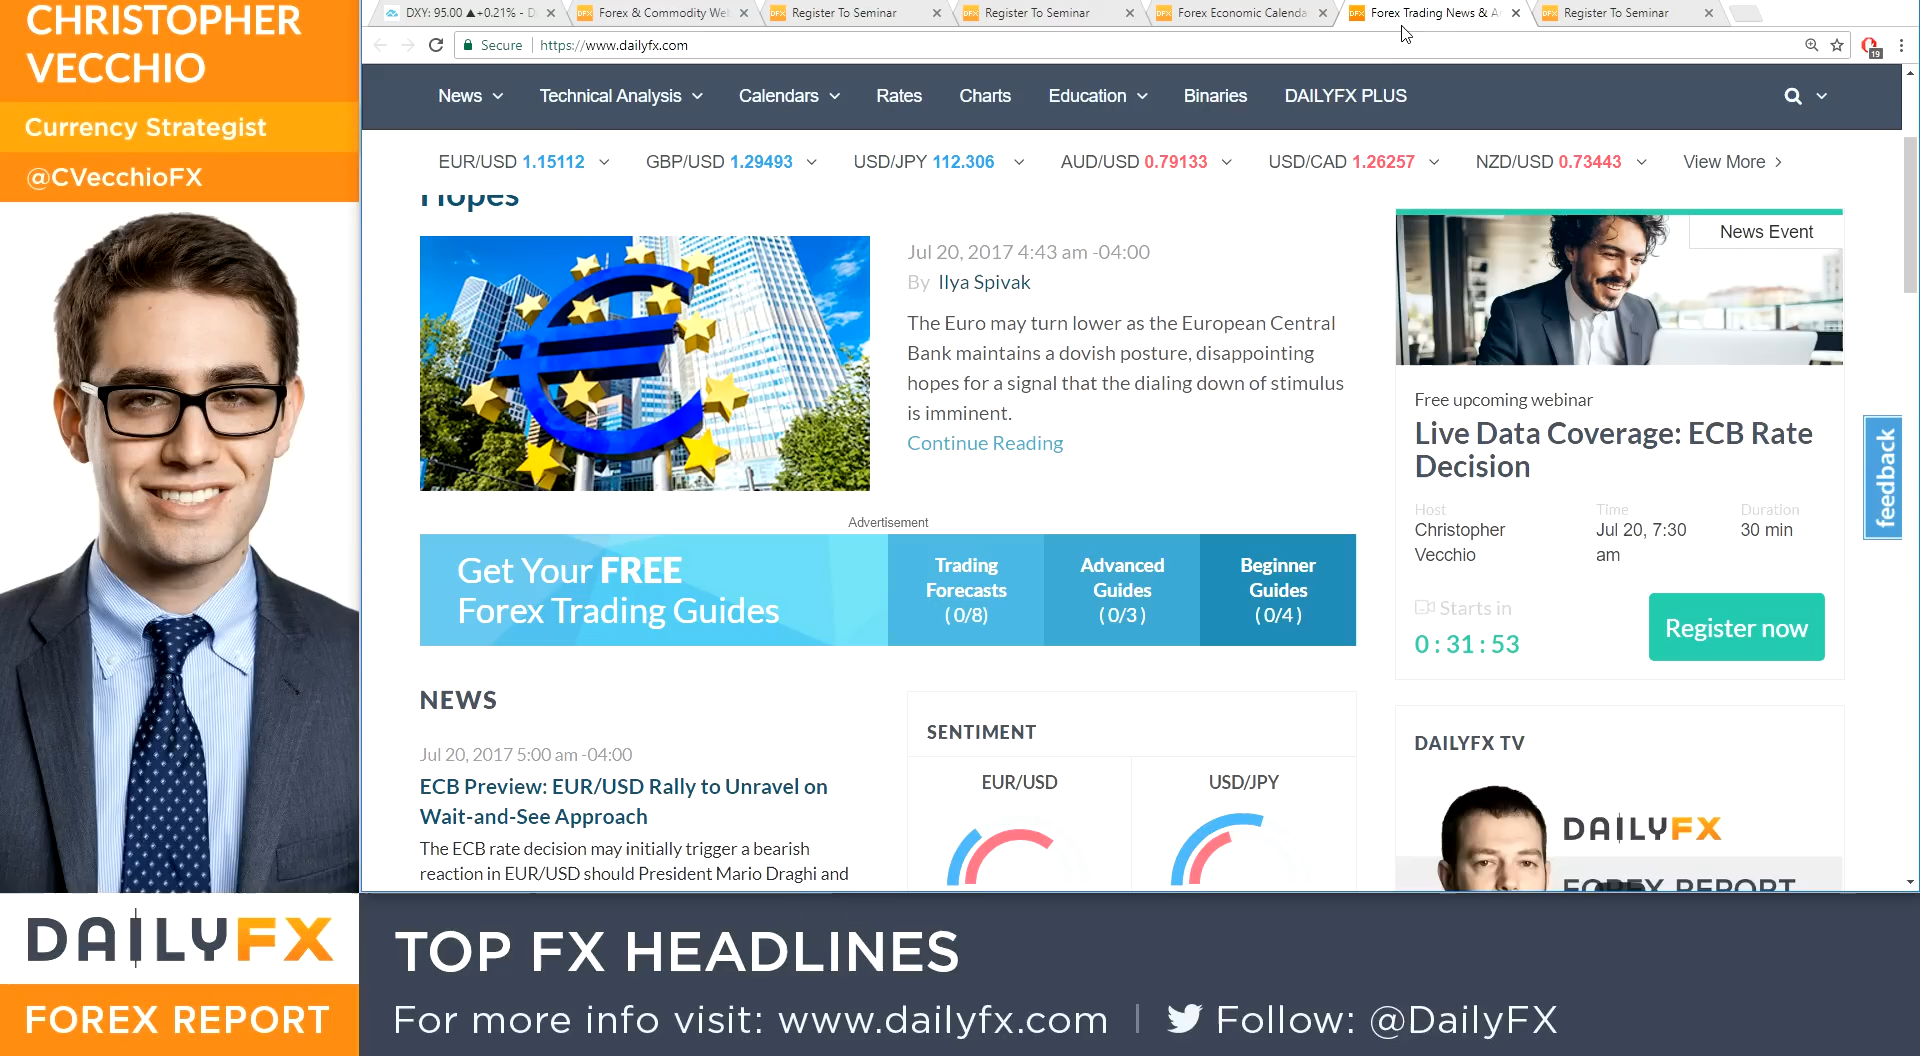 CHRISTOPHER
VECCHIO
Currency Strategist
@CVecchioFX
DXY: 95.00 ▲+0.21% - D
Forex & Commodity We
Register To Seminar
Register To Seminar
Forex Economic Calenda
Forex Trading News & A
Register To Seminar
Secure
https://www.dailyfx.com
19
News
Technical Analysis
Calendars
Rates
Charts
Education
Binaries
DAILYFX PLUS
EUR/USD 1.15112
GBP/USD 1.29493
USD/JPY 112.306
AUD/USD 0.79133
USD/CAD 1.26257
NZD/USD 0.73443
View More
Hopes
Jul 20, 2017 4:43 am -04:00
By Ilya Spivak
The Euro may turn lower as the European Central
Bank maintains a dovish posture, disappointing
hopes for a signal that the dialing down of stimulus
is imminent.
Continue Reading
Advertisement
Get Your FREE
Forex Trading Guides
Trading
Forecasts
( 0/8)
Advanced
Guides
( 0/3 )
Beginner
Guides
( 0/4 )
NEWS
Jul 20, 2017 5:00 am -04:00
ECB Preview: EUR/USD Rally to Unravel on
Wait-and-See Approach
The ECB rate decision may initially trigger a bearish
reaction in EUR/USD should President Mario Draghi and
SENTIMENT
EUR/USD
USD/JPY
News Event
Free upcoming webinar
Live Data Coverage: ECB Rate
Decision
Host
Christopher
Vecchio
Time
Jul 20, 7:30
am
Duration
30 min
Starts in
0 : 31 : 53
Register now
feedback
DAILYFX TV
DAILYFX
FOREX REPORT
DAILYFX
FOREX REPORT
TOP FX HEADLINES
For more info visit: www.dailyfx.com | Follow: @DailyFX